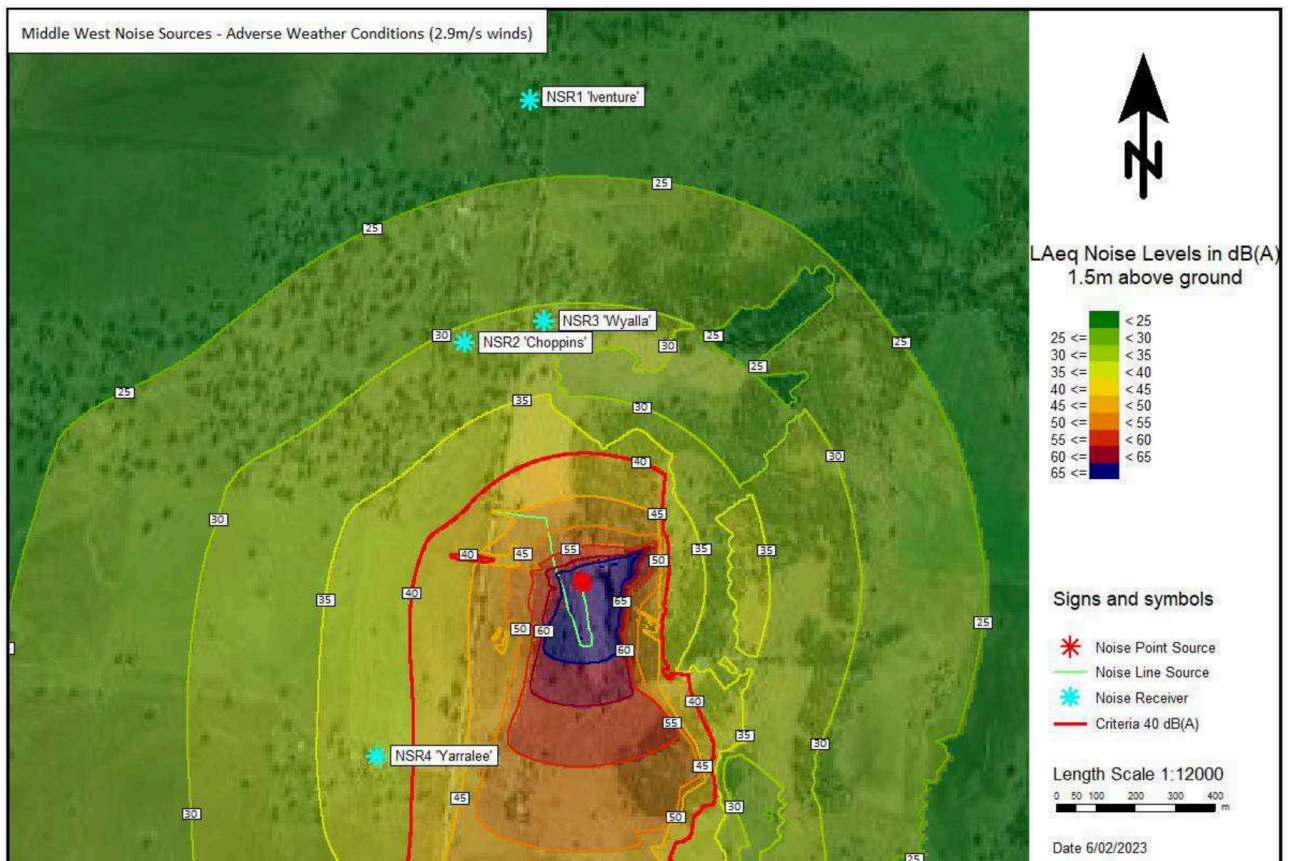 Middle West Noise Sources - Adverse Weather Conditions (2.9m/s winds)
NSR1 'Iventure'
25
25
NSR3 'Wyalla'
30
NSR2 'Choppins'
25
30
25
25
25
35
30
40
30
30
45
40
45
55
50
35
35
35
40
65
50
60
25
60
40
55
35
30
NSR4 'Yarralee'
45
45
30
30
50
25
N
LAeq Noise Levels in dB(A)
1.5m above ground
< 25
25 <= < 30
30 <= < 35
35 <= < 40
40 <= < 45
45 <= < 50
50 <= < 55
55 <= < 60
60 <= < 65
65 <=
Signs and symbols
Noise Point Source
Noise Line Source
Noise Receiver
Criteria 40 dB(A)
Length Scale 1:12000
0 50 100 200 300 400
m
Date 6/02/2023